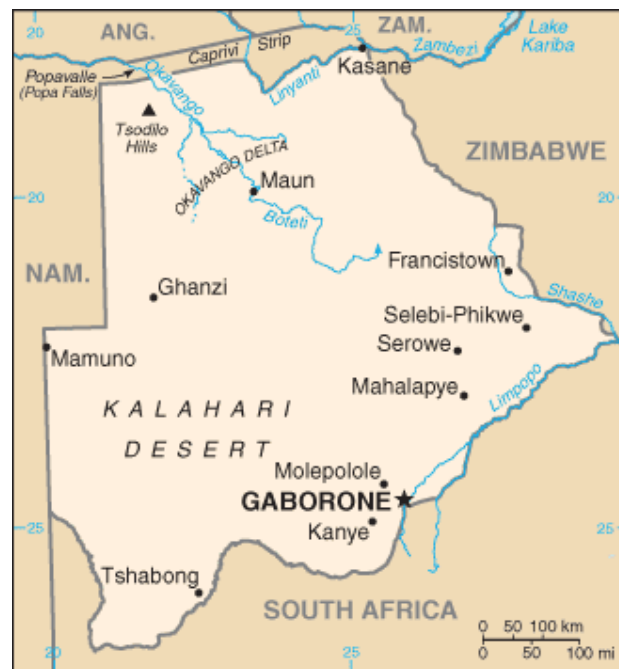 20
ANG.
Caprivi Strip
ZAM.
25
Zambezi
Lake
Kariba
Popavalle
(Popa Falls)
Okavango
Linyanti
Kasane
Tsodilo
Hills
ZIMBABWE
OKAVANGO DELTA
Maun
20
20
Boteti
NAM.
Ghanzi
Francistown
Shashe
Selebi-Phikwe
Serowe
Mamuno
Mahalapye
Limpopo
KALAHARI
DESERT
Molepolole
GABORONE
Kanye
25
25
Tshabong
SOUTH AFRICA
0 50 100 km
0 50 100 mi
20
25